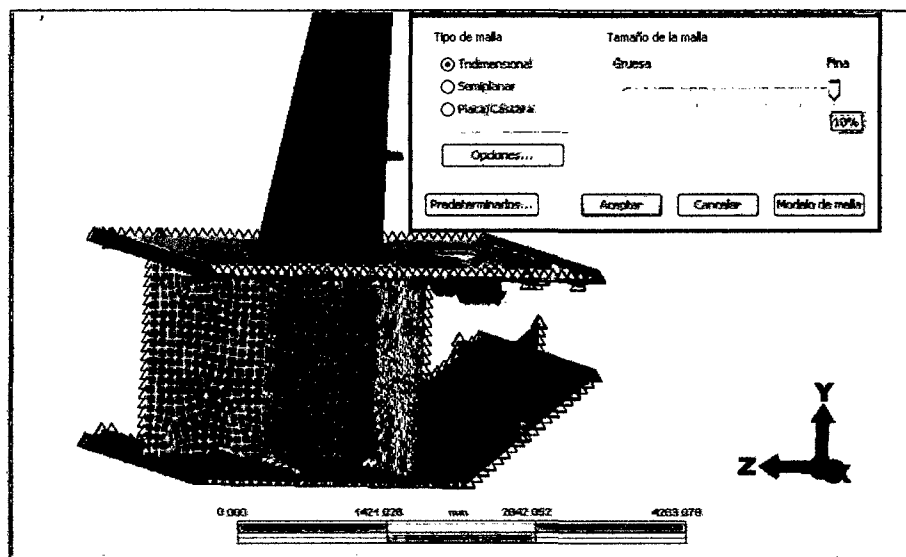 Tipo de malla
Tamaño de la malla
Tridimensional
Gruesa
Fina
Semiplanar
Placa/Cáscara
10%
Opciones...
Predeterminados...
Aceptar
Cancelar
Modelo de malla
Y
Z
X
0.000
1421.026
mm
2842.052
4263.078